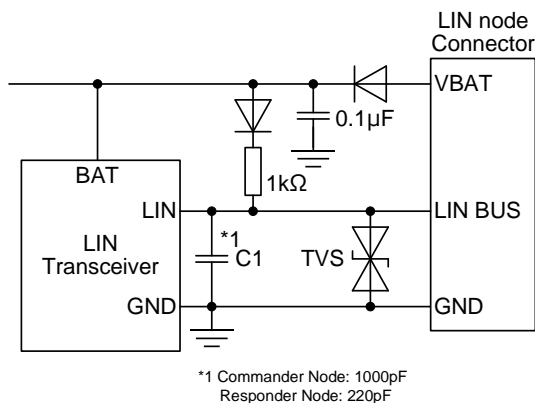 LIN node
Connector
VBAT
0.1µF
BAT
1kΩ
LIN
LIN BUS
*1
C1
LIN
Transceiver
TVS
GND
GND
*1 Commander Node: 1000pF
Responder Node: 220pF